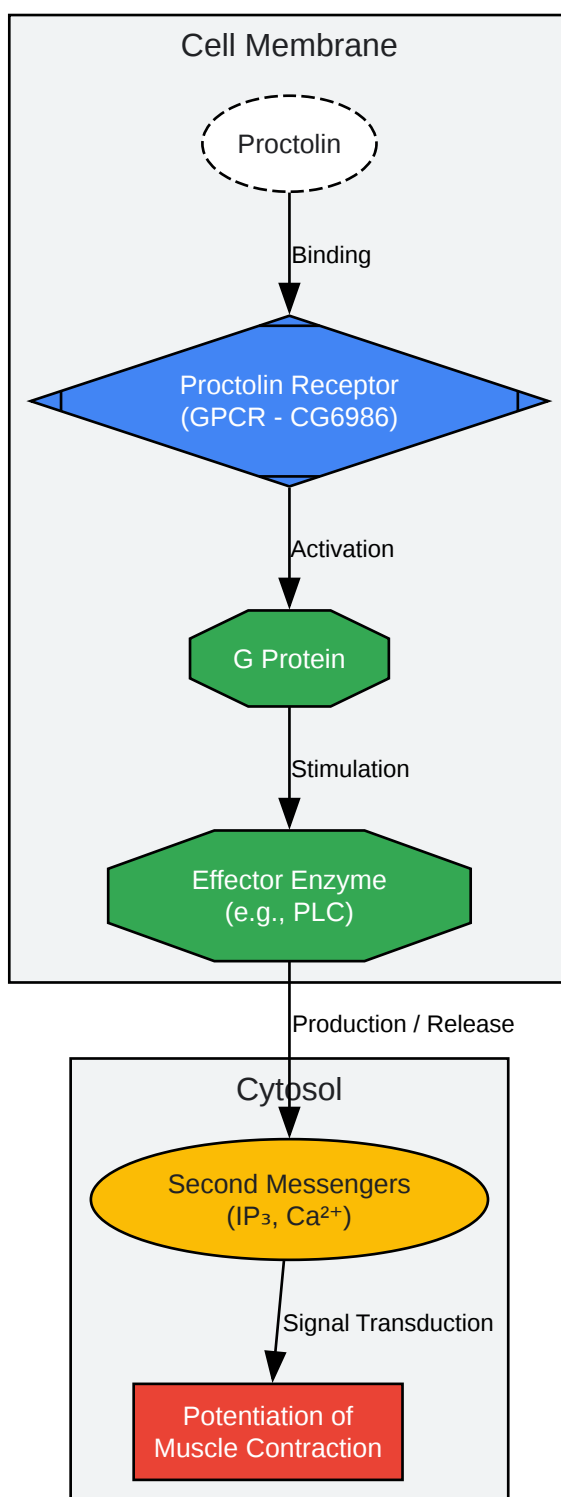 Cell Membrane
Proctolin
Binding
Proctolin Receptor
(GPCR - CG6986)
Activation
G Protein
Stimulation
Effector Enzyme
(e.g., PLC)
Production / Release
Cytosol
Second Messengers
(IP₃, Ca²⁺)
Signal Transduction
Potentiation of
Muscle Contraction